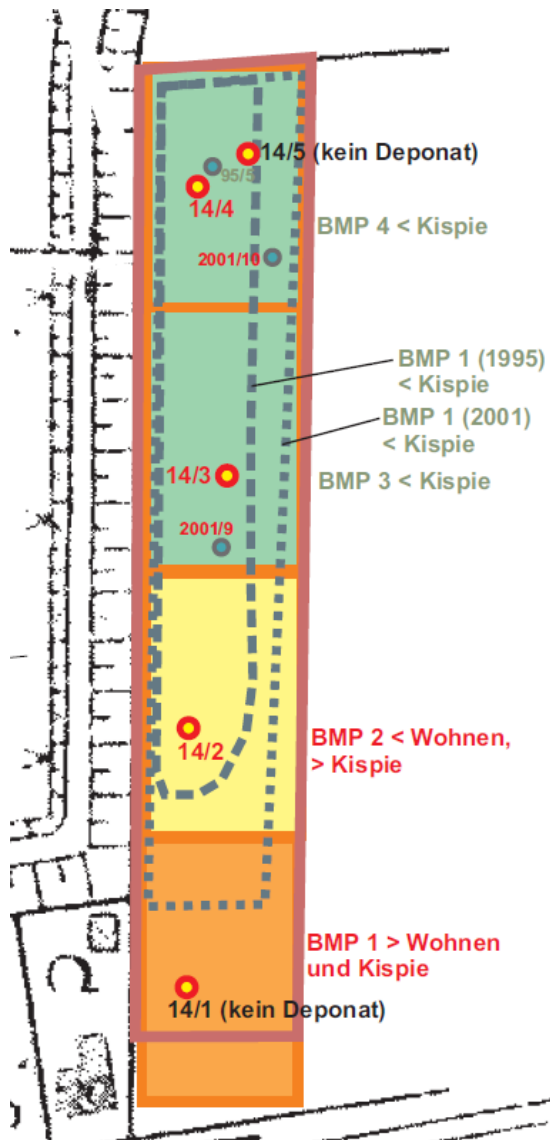 14/5 (kein Deponat)
95/5
14/4
BMP 4 < Kispie
2001/10
BMP 1 (1995)
< Kispie
BMP 1 (2001)
< Kispie
14/3
BMP 3 < Kispie
2001/9
14/2
BMP 2 < Wohnen,
> Kispie
BMP 1 > Wohnen
und Kispie
14/1 (kein Deponat)